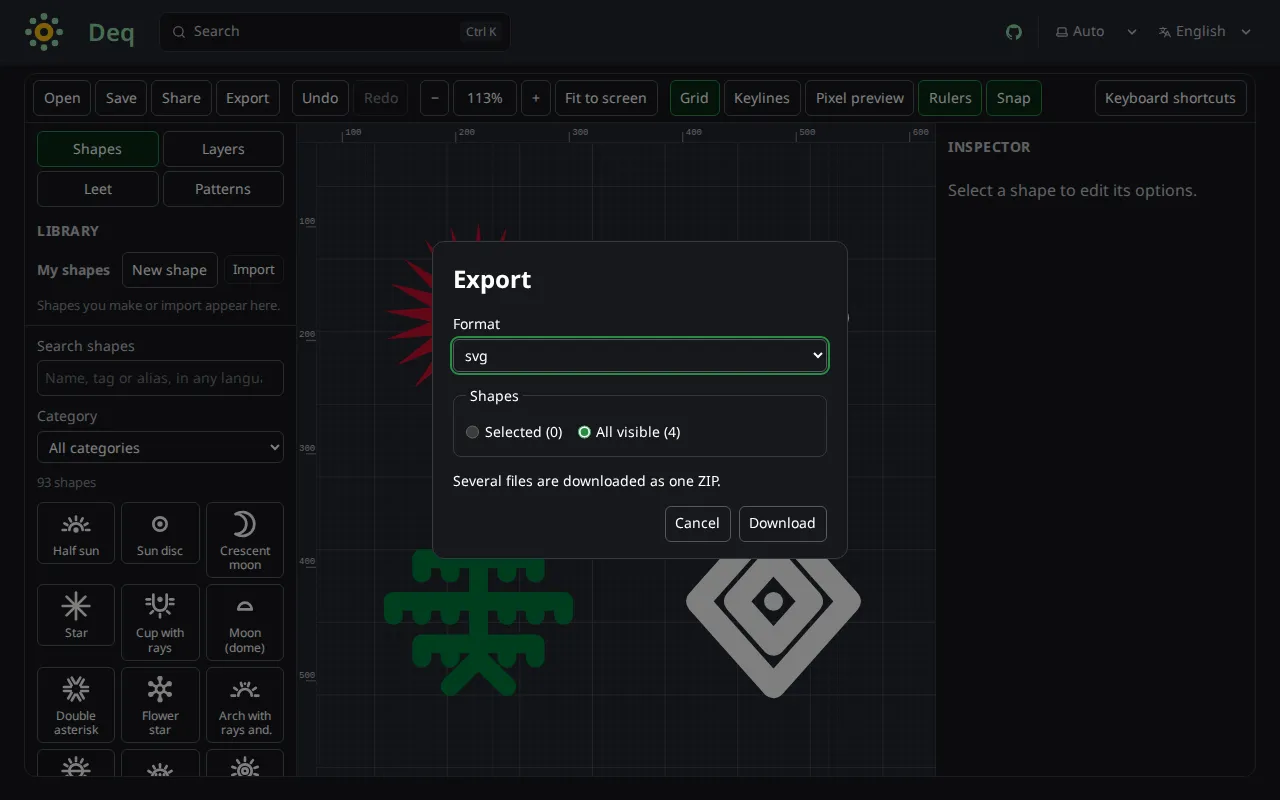 Deq
Search
Ctrl K
Auto
English
Open
Save
Share
Export
Undo
Redo
−
113%
+
Fit to screen
Grid
Keylines
Pixel preview
Rulers
Snap
Keyboard shortcuts
Shapes
Layers
Leet
Patterns
LIBRARY
My shapes
New shape
Import
Shapes you make or import appear here.
Search shapes
Name, tag or alias, in any langu
Category
All categories
93 shapes
Half sun
Sun disc
Crescent
moon
Star
Cup with
rays
Moon
(dome)
Double
asterisk
Flower
star
Arch with
rays and.
100
200
300
400
500
600
100
200
300
400
500
Export
Format
svg
Shapes
Selected (0)
All visible (4)
Several files are downloaded as one ZIP.
Cancel
Download
INSPECTOR
Select a shape to edit its options.